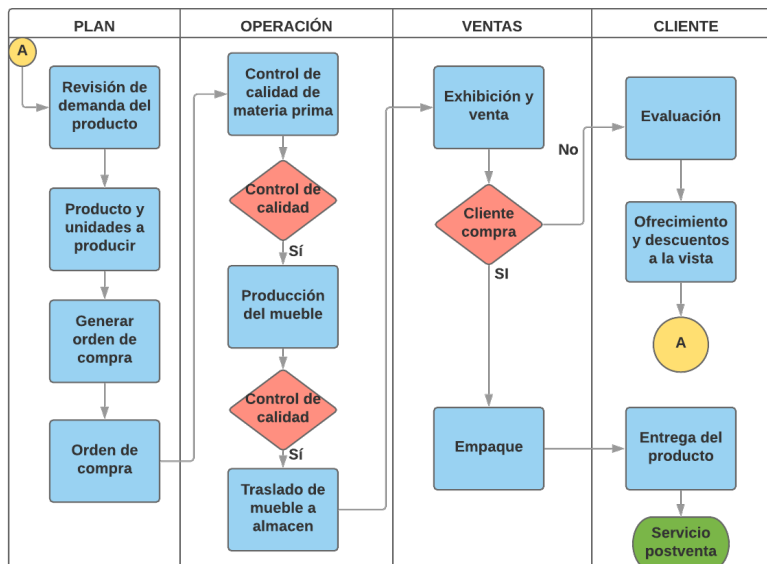 PLAN
OPERACIÓN
VENTAS
CLIENTE
A
Revisión de
demanda del
producto
Producto y
unidades a
producir
Generar
orden de
compra
Orden de
compra
Control de
calidad de
materia prima
Control de
calidad
Sí
Producción
del mueble
Control de
calidad
Sí
Traslado de
mueble a
almacen
Exhibición y
venta
Cliente
compra
No
SI
Empaque
Evaluación
Ofrecimiento
y descuentos
a la vista
A
Entrega del
producto
Servicio
postventa